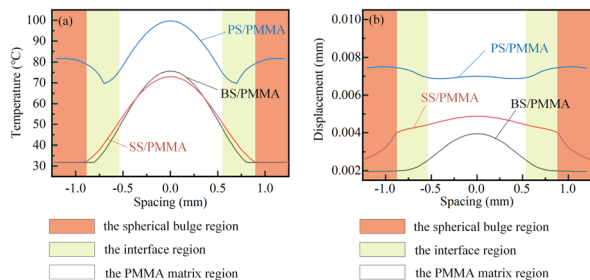 (a)
Temperature (℃)
100
90
80
70
60
50
40
30
PS/PMMA
BS/PMMA
SS/PMMA
-1.0
-0.5
0.0
0.5
1.0
Spacing (mm)
the spherical bulge region
the interface region
the PMMA matrix region
(b)
Displacement (mm)
0.010
0.008
0.006
0.004
0.002
PS/PMMA
SS/PMMA
BS/PMMA
-1.0
-0.5
0.0
0.5
1.0
Spacing (mm)
the spherical bulge region
the interface region
the PMMA matrix region